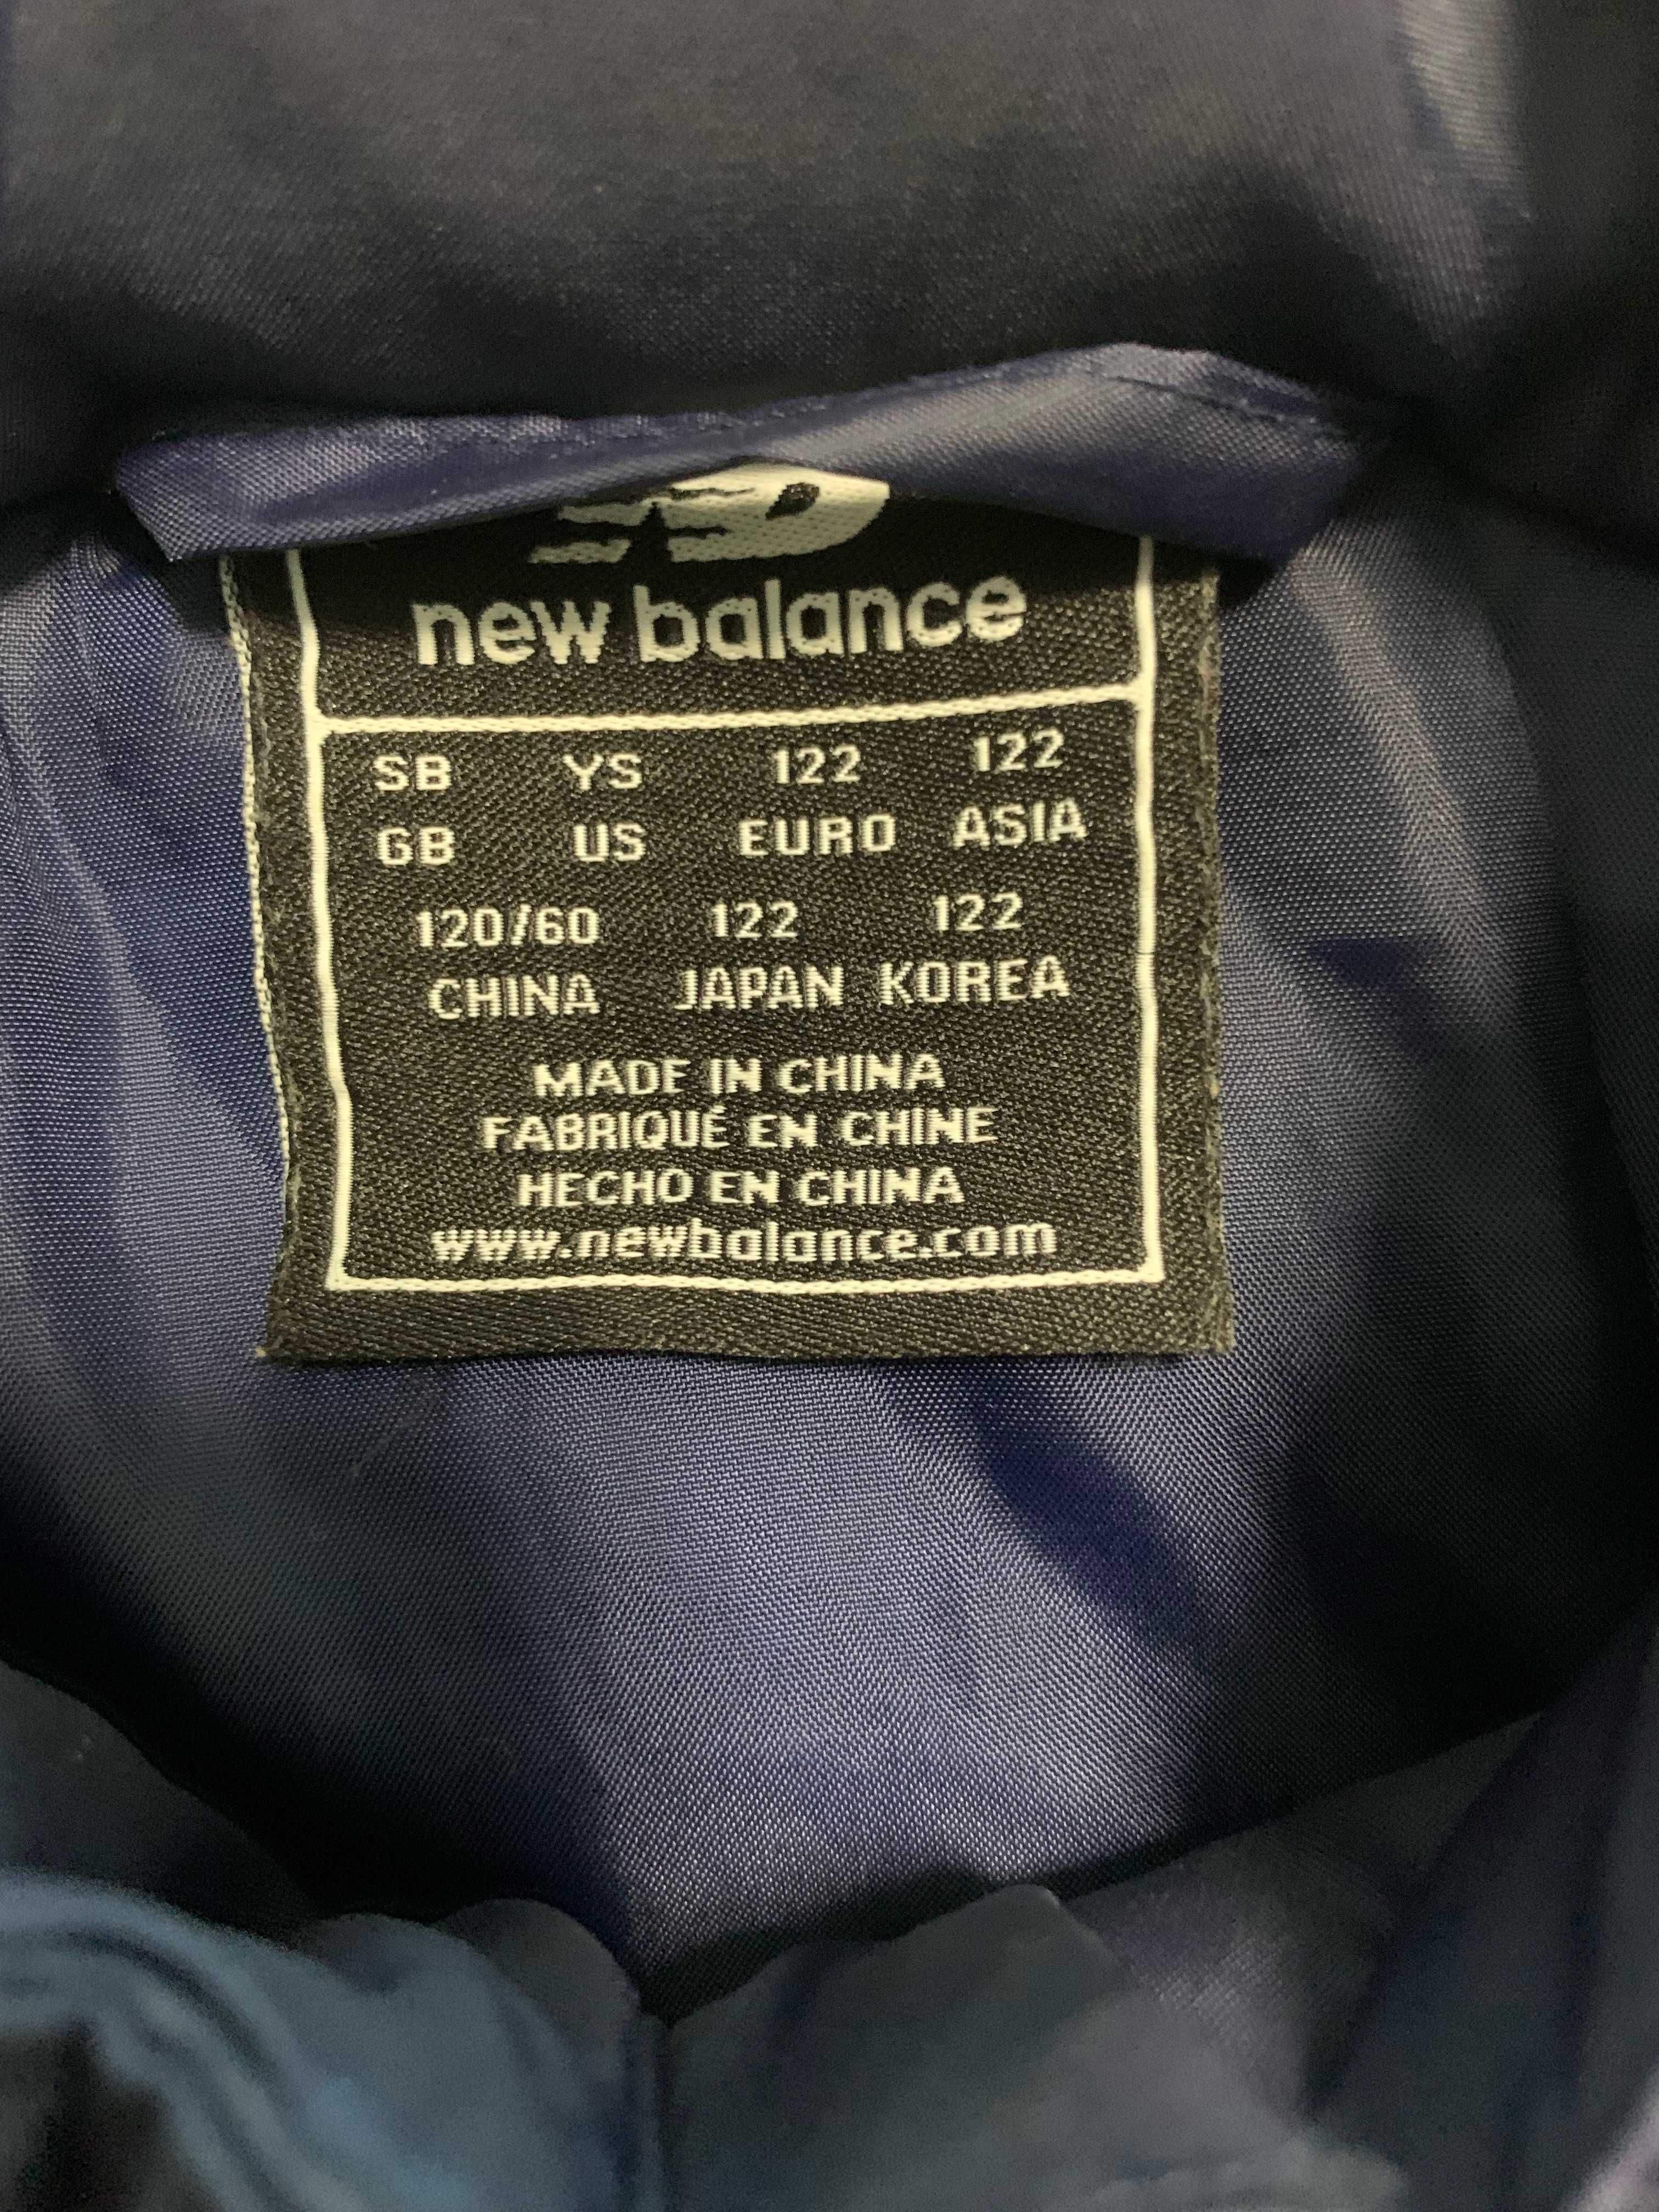 new balance
SB YS 122 122
GB US EURO ASIA
120/60 122 122
CHINA JAPAN KOREA
MADE IN CHINA
FABRIQUÉ EN CHINE
HECHO EN CHINA
www.newbalance.com